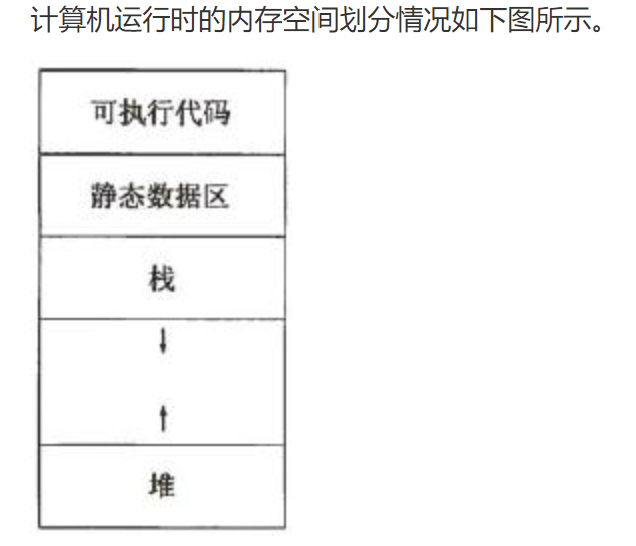 计算机运行时的内存空间划分情况如下图所示。
可执行代码
静态数据区
栈
堆